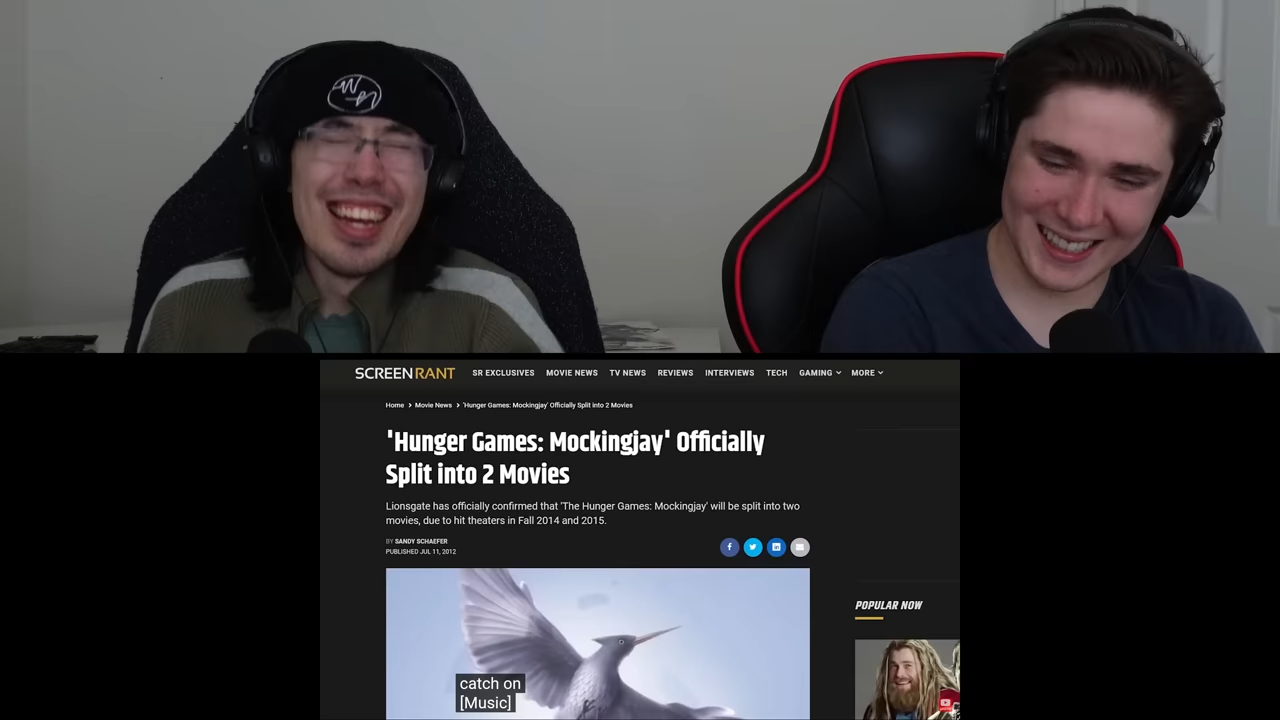 SCREENRANT
SR EXCLUSIVES MOVIE NEWS TV NEWS REVIEWS INTERVIEWS TECH GAMING MORE
Home > Movie News > 'Hunger Games: Mockingjay' Officially Split Into 2 Movies
'Hunger Games: Mockingjay' Officially
Split into 2 Movies
Lionsgate has officially confirmed that 'The Hunger Games: Mockingjay' will be split into two
movies, due to hit theaters in Fall 2014 and 2015.
BY SANDY SCHAEFER
PUBLISHED JUL 11, 2012
POPULAR NOW
catch on
[Music]